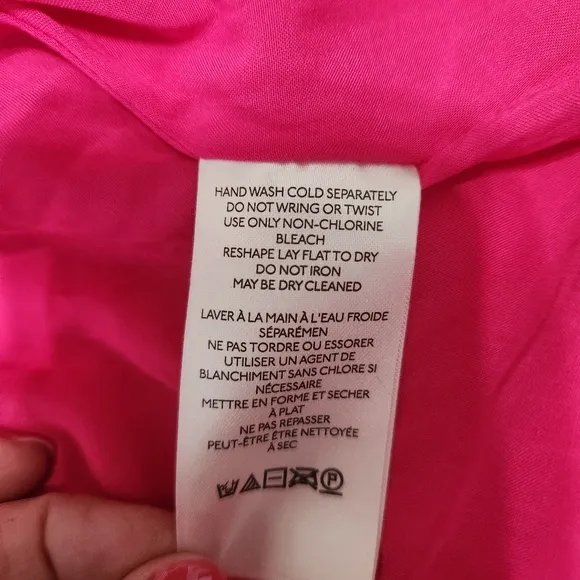 HAND WASH COLD SEPARATELY
DO NOT WRING OR TWIST
USE ONLY NON-CHLORINE
BLEACH
RESHAPE LAY FLAT TO DRY
DO NOT IRON
MAY BE DRY CLEANED
LAVER À LA MAIN À L'EAU FROIDE
SÉPARÉMEN
NE PAS TORDRE OU ESSORER
UTILISER UN AGENT DE
BLANCHIMENT SANS CHLORE SI
NÉCESSAIRE
METTRE EN FORME ET SECHER
À PLAT
NE PAS REPASSER
PEUT-ÊTRE ÊTRE NETTOYÉE
À SEC
P